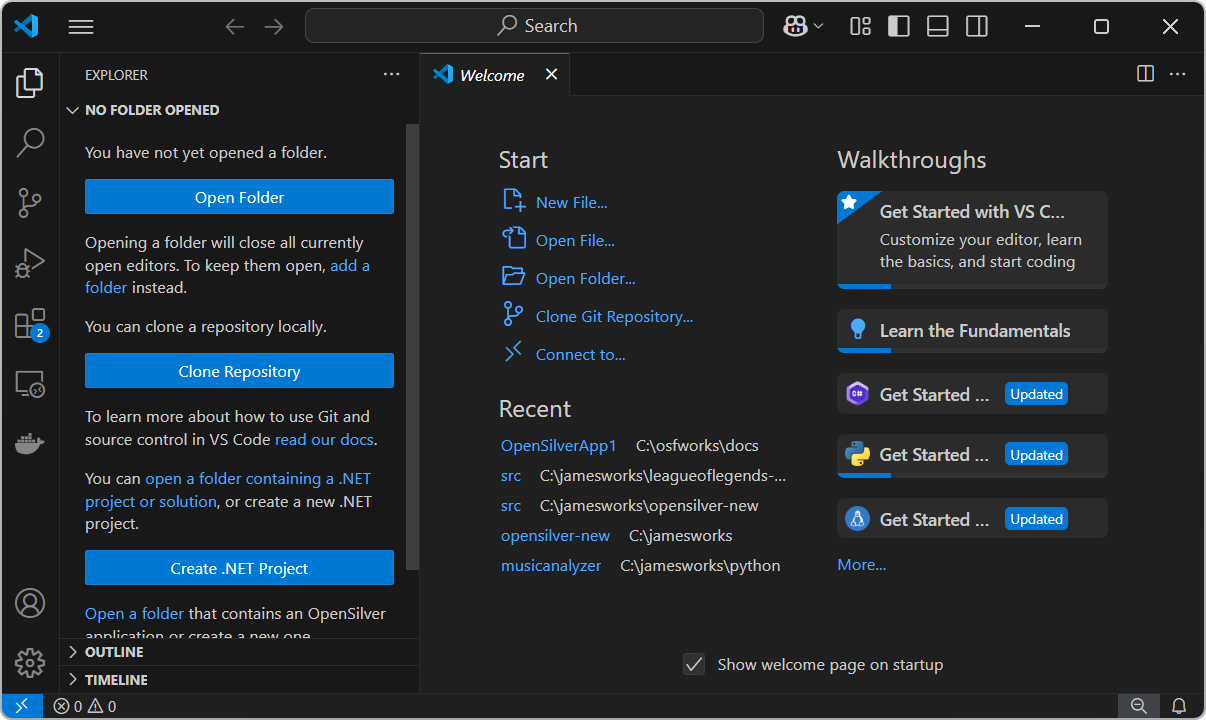 Search
EXPLORER
NO FOLDER OPENED
You have not yet opened a folder.
Open Folder
Opening a folder will close all currently
open editors. To keep them open, add a
folder instead.
You can clone a repository locally.
Clone Repository
To learn more about how to use Git and
source control in VS Code read our docs.
You can open a folder containing a .NET
project or solution, or create a new .NET
project.
Create .NET Project
Open a folder that contains an OpenSilver
application or create a new one
OUTLINE
TIMELINE
2
Welcome
Start
New File...
Open File...
Open Folder...
Clone Git Repository...
Connect to...
Recent
OpenSilverApp1 C:\osfworks\docs
src C:\jamesworks\leagueoflegends-...
src C:\jamesworks\opensilver-new
opensilver-new C:\jamesworks
musicanalyzer C:\jamesworks\python
Walkthroughs
Get Started with VS C...
Customize your editor, learn
the basics, and start coding
Learn the Fundamentals
C#
Get Started ... Updated
Get Started ... Updated
Get Started ... Updated
More...
Show welcome page on startup
0 0